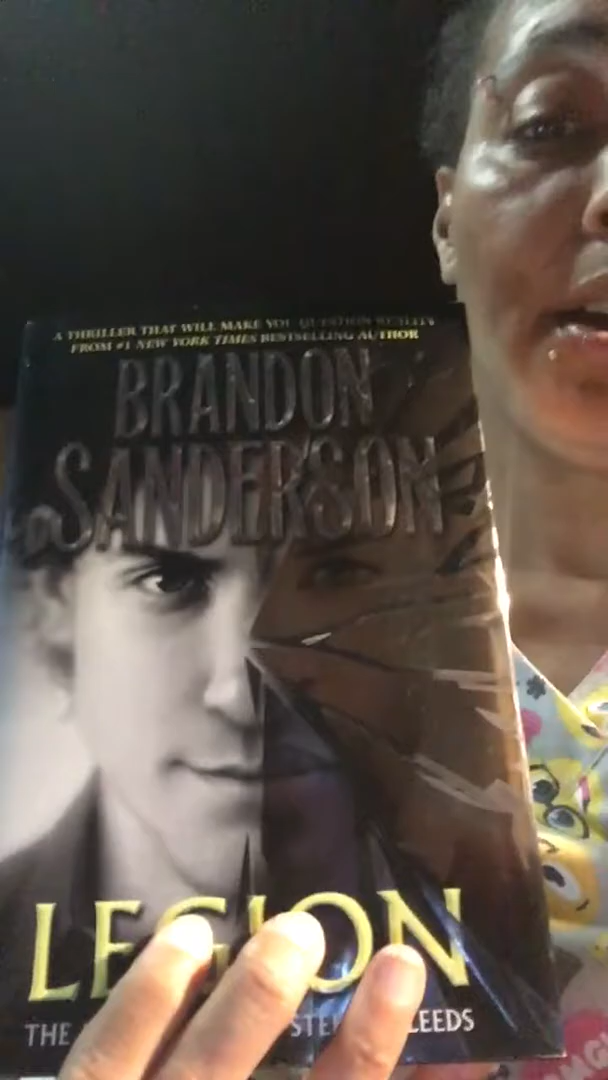 A THRILLER THAT WILL MAKE YOU QUESTION REALITY
FROM #1 NEW YORK TIMES BESTSELLING AUTHOR
BRANDON
SANDERSON
LEGION
THE STE LEEDS